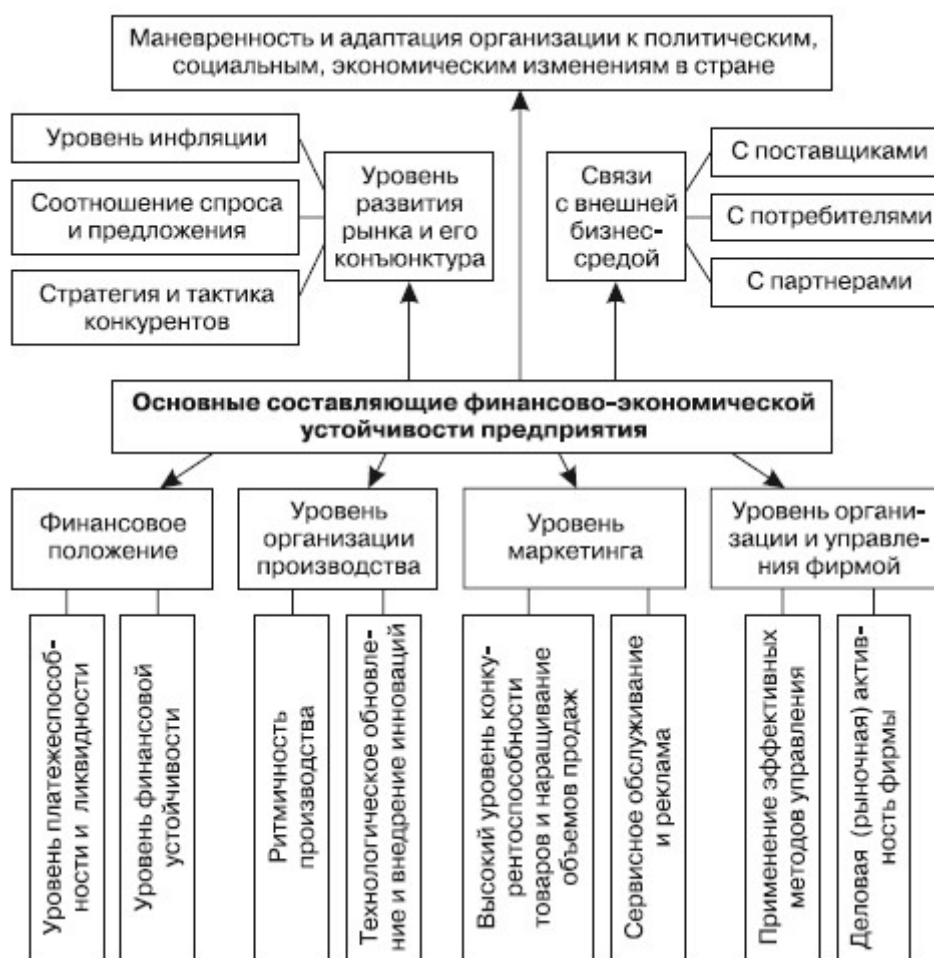 Маневренность и адаптация организации к политическим,
социальным, экономическим изменениям в стране
Уровень инфляции
Соотношение спроса
и предложения
Стратегия и тактика
конкурентов
Уровень
развития
рынка и его
конъюнктура
Связи
с внешней
бизнес-
средой
С поставщиками
С потребителями
С партнерами
Основные составляющие финансово-экономической
устойчивости предприятия
Финансовое
положение
Уровень
организации
производства
Уровень
маркетинга
Уровень органи-
зации и управле-
ния фирмой
Уровень платежеспособ-
ности и ликвидности
Уровень финансовой
устойчивости
Ритмичность
производства
Технологическое обновле-
ние и внедрение инноваций
Высокий уровень конку-
рентоспособности
товаров и наращивание
объемов продаж
Сервисное обслуживание
и реклама
Применение эффективных
методов управления
Деловая (рыночная) актив-
ность фирмы